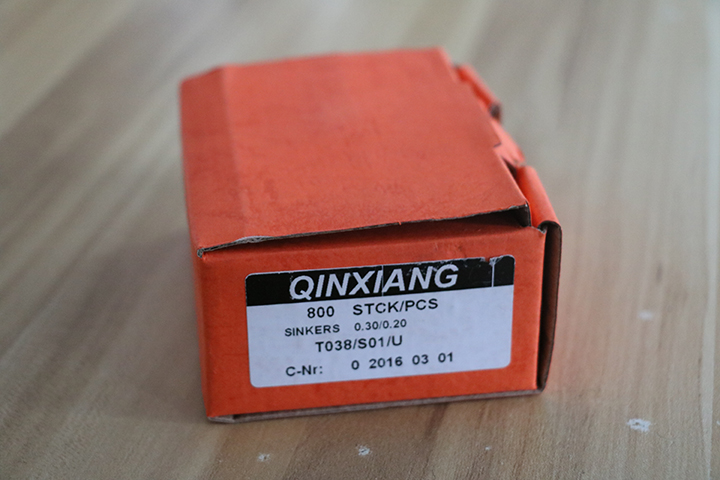 QINXIANG
800 STCK/PCS
SINKERS 0.30/0.20
T038/S01/U
C-Nr: 0 2016 03 01